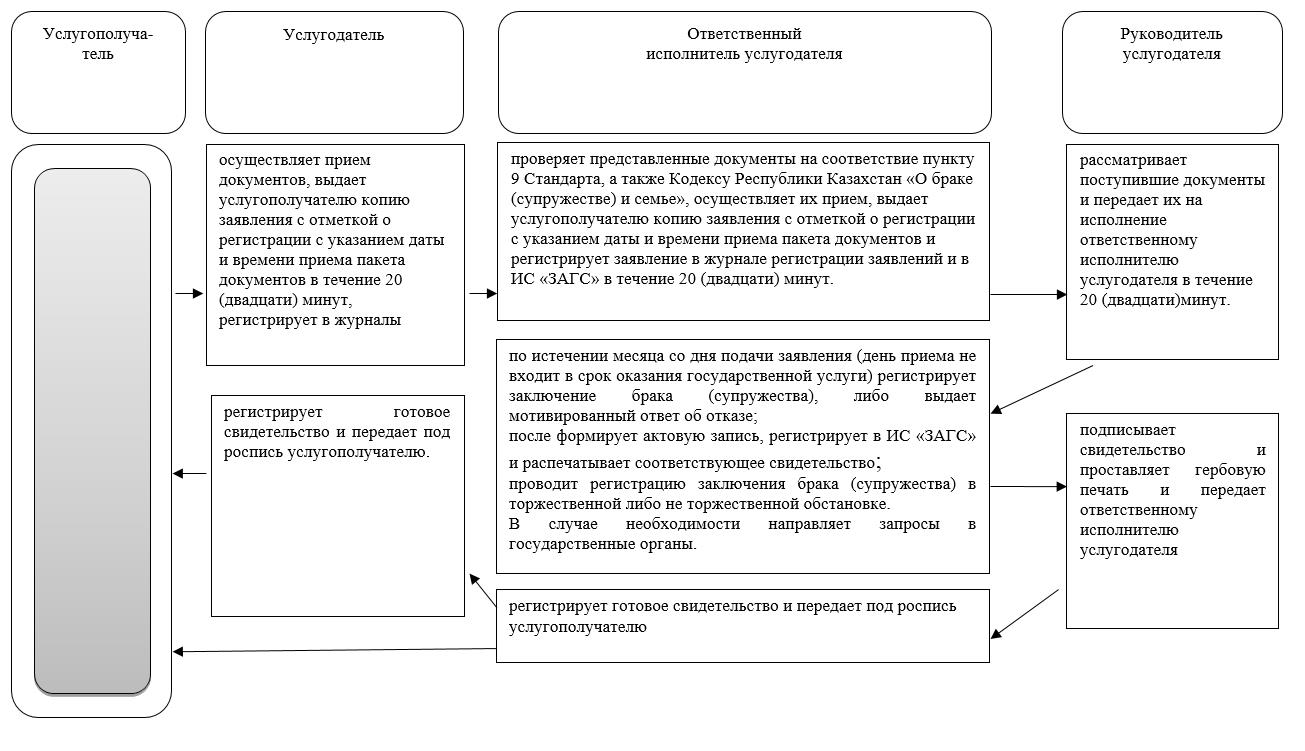 Услугополуча-
тель
Услугодатель
Ответственный
исполнитель услугодателя
Руководитель
услугодателя
осуществляет прием
документов, выдает
услугополучателю копию
заявления с отметкой о
регистрации с указанием даты
и времени приема пакета
документов в течение 20
(двадцати) минут,
регистрирует в журналы
проверяет представленные документы на соответствие пункту
9 Стандарта, а также Кодексу Республики Казахстан «О браке
(супружестве) и семье», осуществляет их прием, выдает
услугополучателю копию заявления с отметкой о регистрации
с указанием даты и времени приема пакета документов и
регистрирует заявление в журнале регистрации заявлений и в
ИС «ЗАГС» в течение 20 (двадцати) минут.
рассматривает
поступившие документы
и передает их на
исполнение
ответственному
исполнителю
услугодателя в течение
20 (двадцати)минут.
по истечении месяца со дня подачи заявления (день приема не
входит в срок оказания государственной услуги) регистрирует
заключение брака (супружества), либо выдает
мотивированный ответ об отказе;
после формирует актовую запись, регистрирует в ИС «ЗАГС»
и распечатывает соответствующее свидетельство;
проводит регистрацию заключения брака (супружества) в
торжественной либо не торжественной обстановке.
В случае необходимости направляет запросы в
государственные органы.
регистрирует готовое
свидетельство и передает под
роспись услугополучателю.
подписывает
свидетельство и
проставляет гербовую
печать и передает
ответственному
исполнителю
услугодателя
регистрирует готовое свидетельство и передает под роспись
услугополучателю